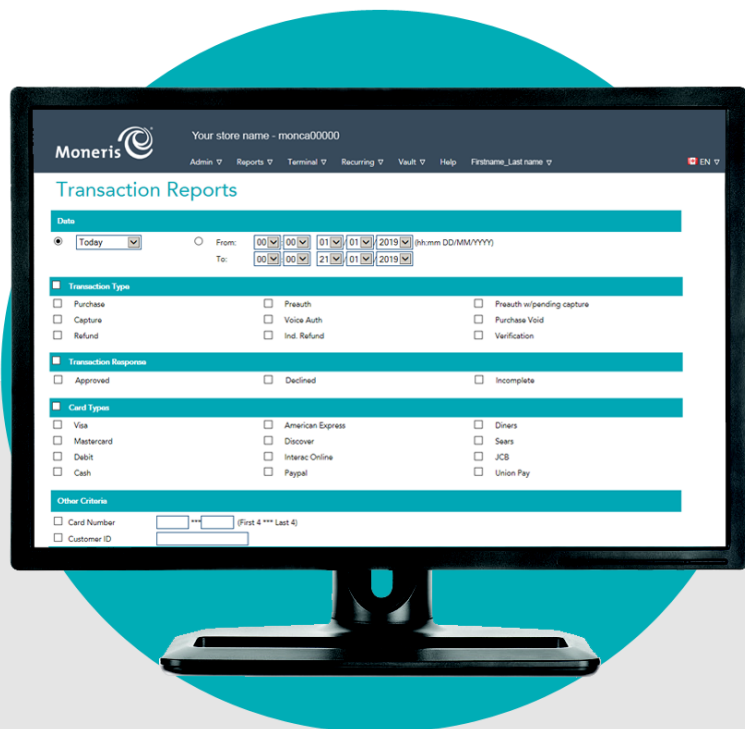 Moneris
Your store name - monca00000
Admin Reports Terminal Recurring Vault Help Firstname_Last name EN
Transaction Reports
Date
Today From: 00 : 00 01 / 01 / 2019 (hh:mm DD/MM/YYYY)
To: 00 : 00 21 / 01 / 2019
Transaction Type
Purchase Preauth Preauth w/pending capture
Capture Voice Auth Purchase Void
Refund Ind. Refund Verification
Transaction Response
Approved Declined Incomplete
Card Types
Visa American Express Diners
Mastercard Discover Sears
Debit Interac Online JCB
Cash Paypal Union Pay
Other Criteria
Card Number *** (First 4 *** Last 4)
Customer ID